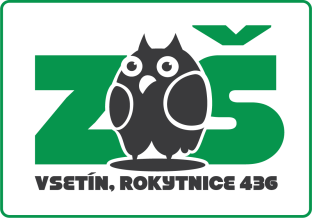 ZŠ
VSETÍN, ROKYTNICE 436